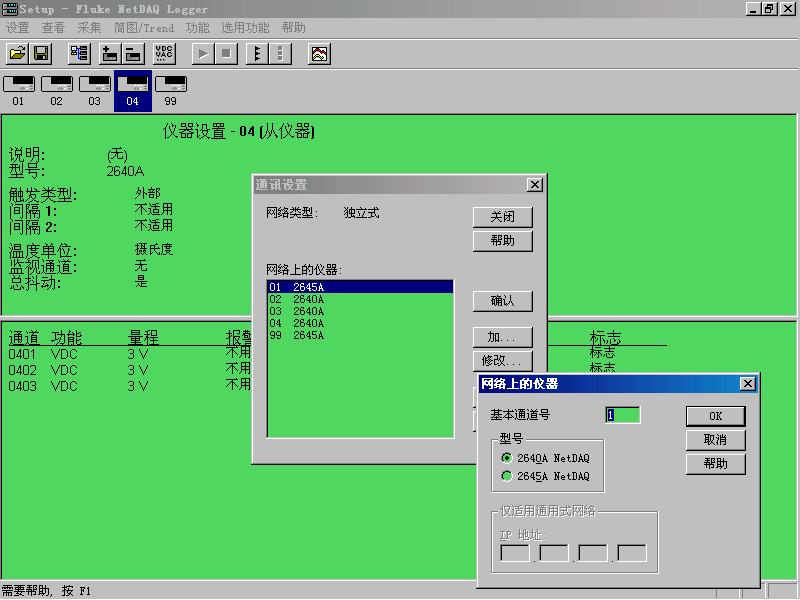 Setup - Fluke NetDAQ Logger
设置 查看 采集 简图/Trend 功能 选用功能 帮助
VDC
VAC
01 02 03 04 99
仪器设置 - 04 (从仪器)
说明: (无)
型号: 2640A
触发类型: 外部
间隔 1: 不适用
间隔 2: 不适用
温度单位: 摄氏度
监视通道: 无
总抖动: 是
通道 功能 量程 报警 标志
0401 VDC 3 V 不用 标志
0402 VDC 3 V 不用 标志
0403 VDC 3 V 不用
通讯设置
网络类型: 独立式
关闭
帮助
网络上的仪器:
01 2645A
02 2640A
03 2640A
04 2640A
99 2645A
确认
加...
修改...
网络上的仪器
基本通道号 1
OK
取消
帮助
型号
2640A NetDAQ
2645A NetDAQ
仅适用通用式网络
IP 地址:
. . .
需要帮助, 按 F1